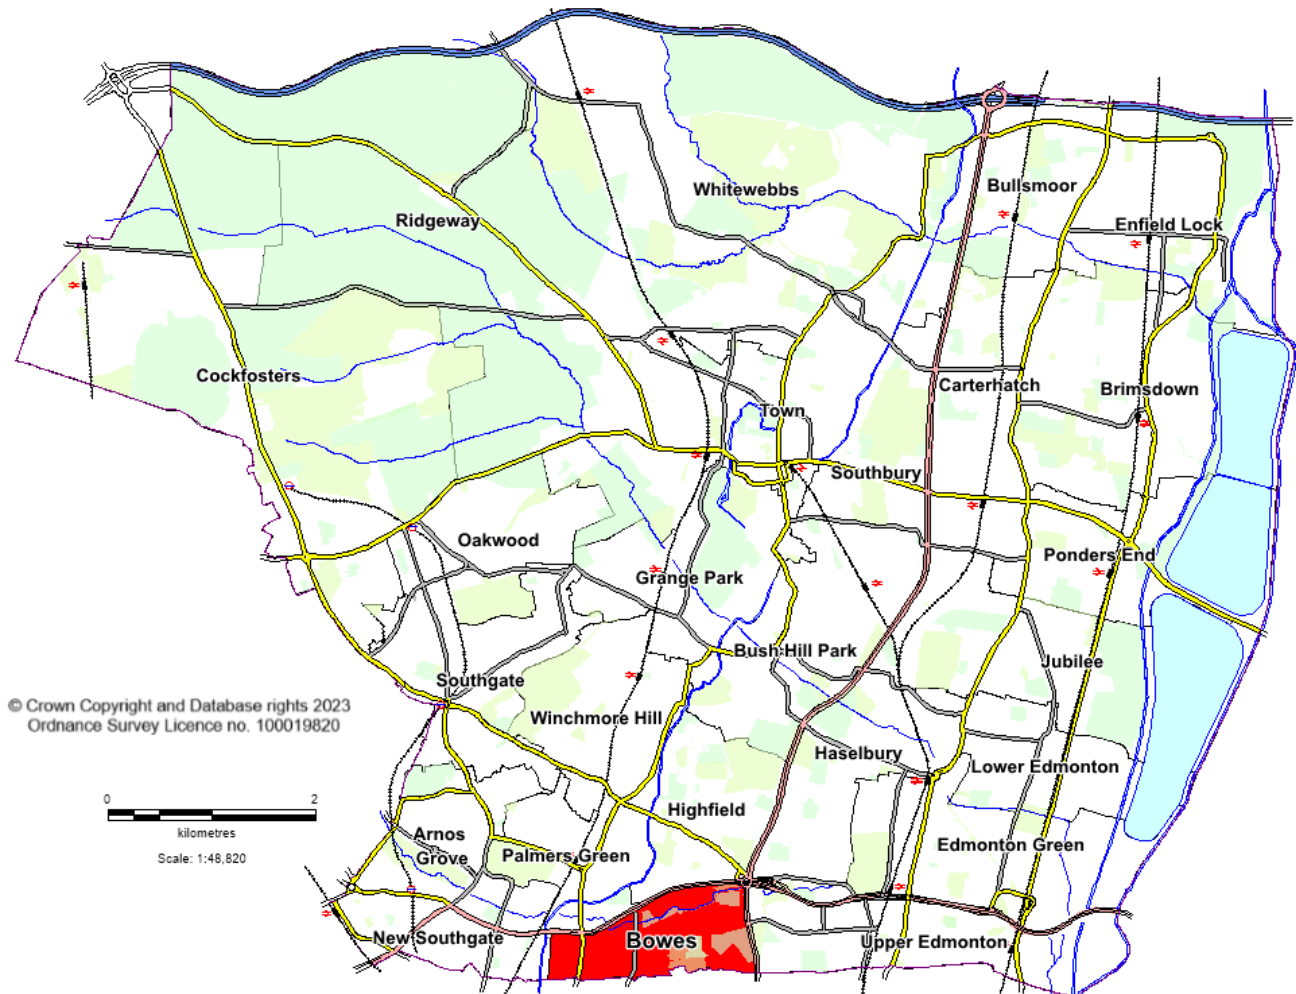 Whitewebbs
Bullsmoor
Ridgeway
Enfield Lock
Cockfosters
Carterhatch
Brimsdown
Town
Southbury
Oakwood
Ponders End
Grange Park
Bush Hill Park
Jubilee
Southgate
© Crown Copyright and Database rights 2023
Ordnance Survey Licence no. 100019820
Winchmore Hill
Haselbury
Lower Edmonton
0 2
kilometres
Scale: 1:48,820
Highfield
Arnos
Grove
Palmers Green
Edmonton Green
New Southgate
Bowes
Upper Edmonton